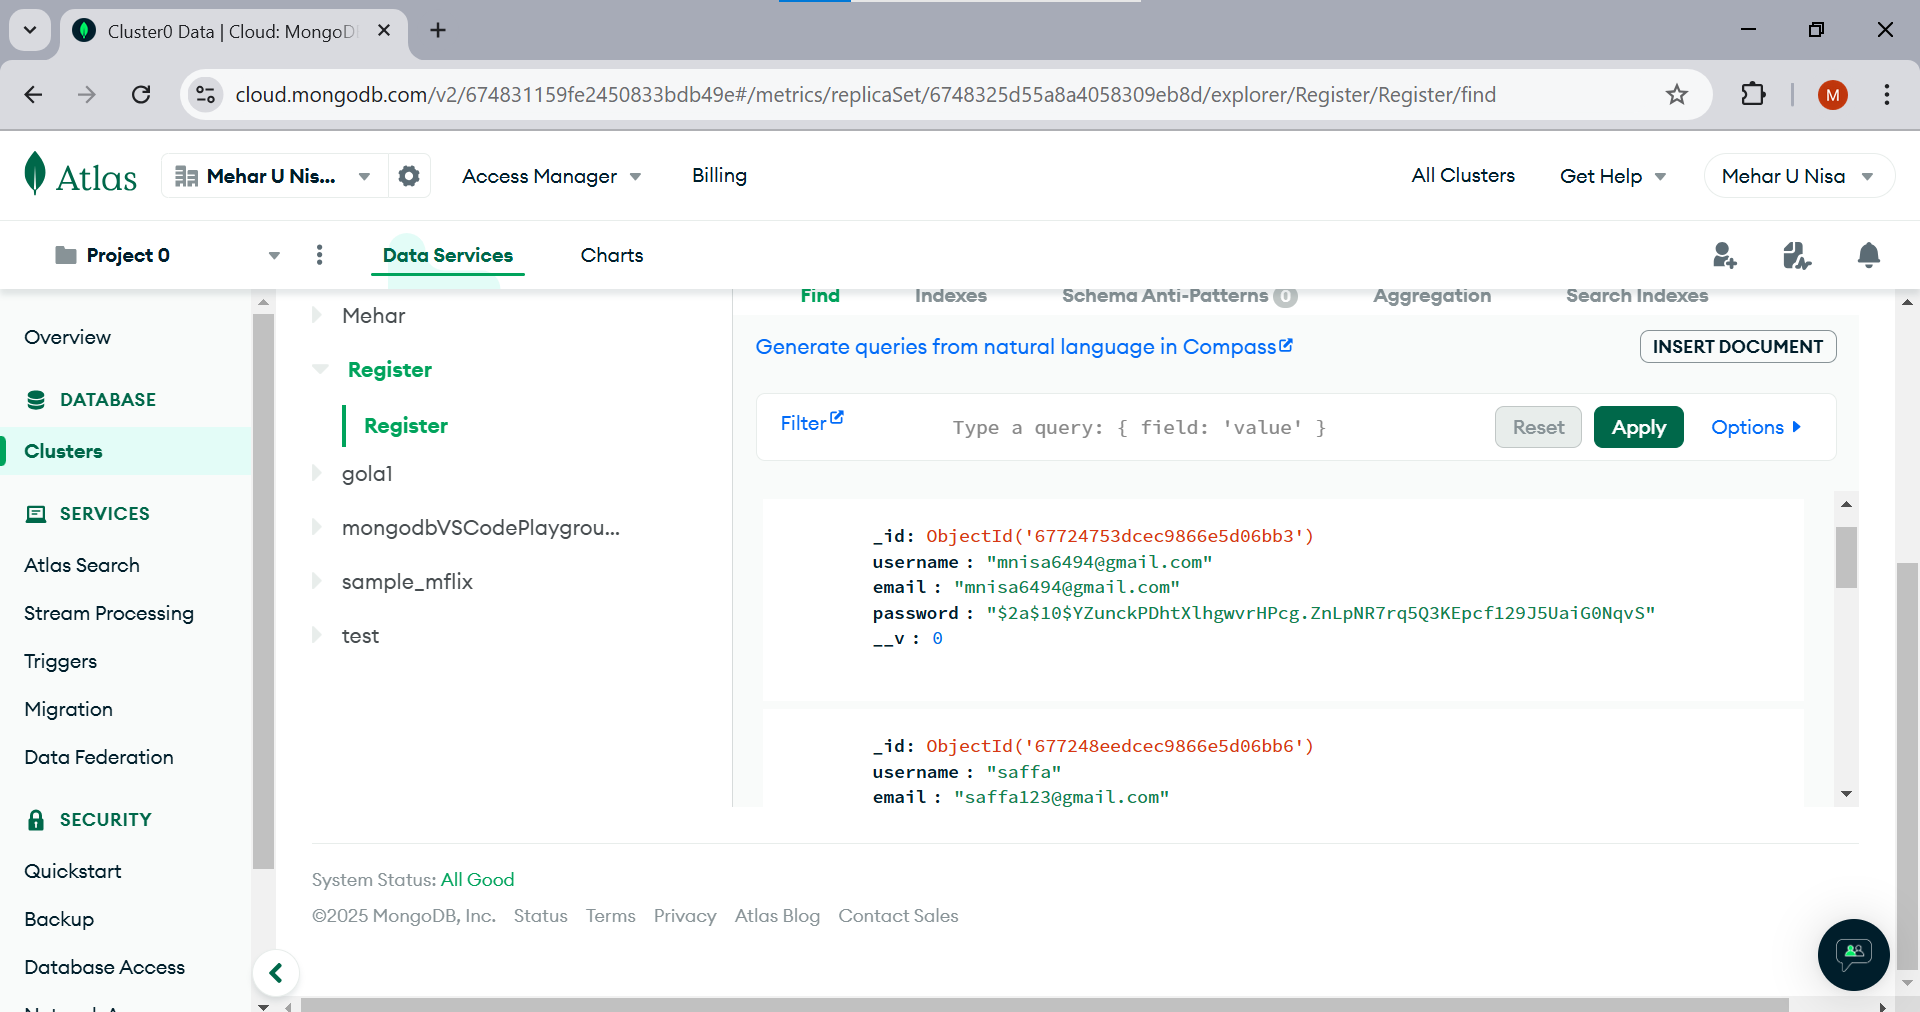 Cluster0 Data | Cloud: MongoD
cloud.mongodb.com/v2/674831159fe2450833bdb49e#/metrics/replicaSet/6748325d55a8a4058309eb8d/explorer/Register/Register/find
M
Atlas
Mehar U Nis...
Access Manager
Billing
All Clusters
Get Help
Mehar U Nisa
Project 0
Data Services
Charts
Overview
DATABASE
Clusters
SERVICES
Atlas Search
Stream Processing
Triggers
Migration
Data Federation
SECURITY
Quickstart
Backup
Database Access
Mehar
Register
Register
gola1
mongodbVSCodePlaygrou...
sample_mflix
test
Find Indexes Schema Anti-Patterns 0 Aggregation Search Indexes
Generate queries from natural language in Compass
INSERT DOCUMENT
Filter
Type a query: { field: 'value' }
Reset
Apply
Options
_id: ObjectId('67724753dcec9866e5d06bb3')
username : "mnisa6494@gmail.com"
email : "mnisa6494@gmail.com"
password : "$2a$10$YZunckPDhtXlhgwvrHPcg.ZnLpNR7rq5Q3KEpcf129J5UaiG0NqvS"
__v : 0
_id: ObjectId('677248eedcec9866e5d06bb6')
username : "saffa"
email : "saffa123@gmail.com"
System Status: All Good
©2025 MongoDB, Inc. Status Terms Privacy Atlas Blog Contact Sales